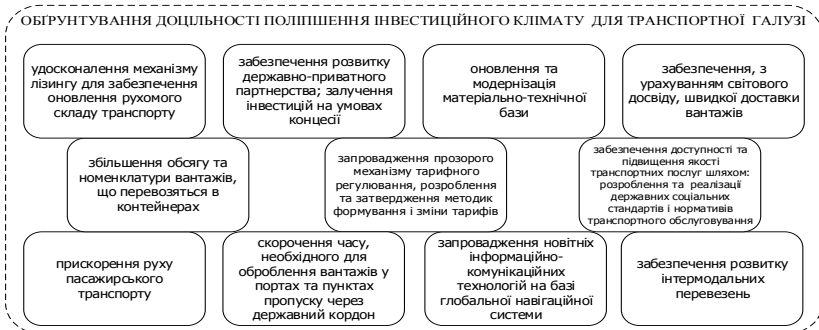 ОБҐРУНТУВАННЯ ДОЦІЛЬНОСТІ ПОЛІПШЕННЯ ІНВЕСТИЦІЙНОГО КЛІМАТУ ДЛЯ ТРАНСПОРТНОЇ ГАЛУЗІ
удосконалення механізму
лізингу для забезпечення
оновлення рухомого
складу транспорту
забезпечення розвитку
державно-приватного
партнерства; залучення
інвестицій на умовах
концесії
оновлення та
модернізація
матеріально-технічної
бази
забезпечення, з
урахуванням світового
досвіду, швидкої доставки
вантажів
збільшення обсягу та
номенклатури вантажів,
що перевозяться в
контейнерах
запровадження прозорого
механізму тарифного
регулювання, розроблення
та затвердження методик
формування і зміни тарифів
забезпечення доступності та
підвищення якості
транспортних послуг шляхом:
розроблення та реалізації
державних соціальних
стандартів і нормативів
транспортного обслуговування
прискорення руху
пасажирського
транспорту
скорочення часу,
необхідного для
оброблення вантажів у
портах та пунктах
пропуску через
державний кордон
запровадження новітніх
інформаційно-
комунікаційних
технологій на базі
глобальної навігаційної
системи
забезпечення розвитку
інтермодальних
перевезень